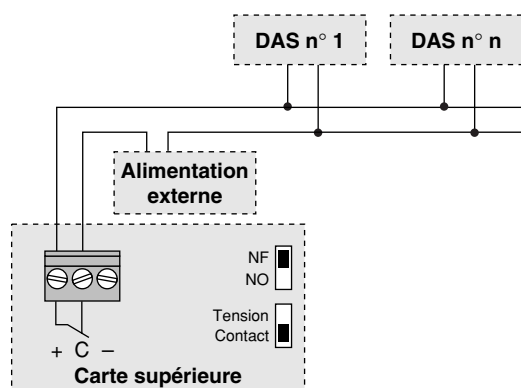 DAS n° 1
DAS n° n
Alimentation
externe
NF
NO
Tension
Contact
+ C –
Carte supérieure